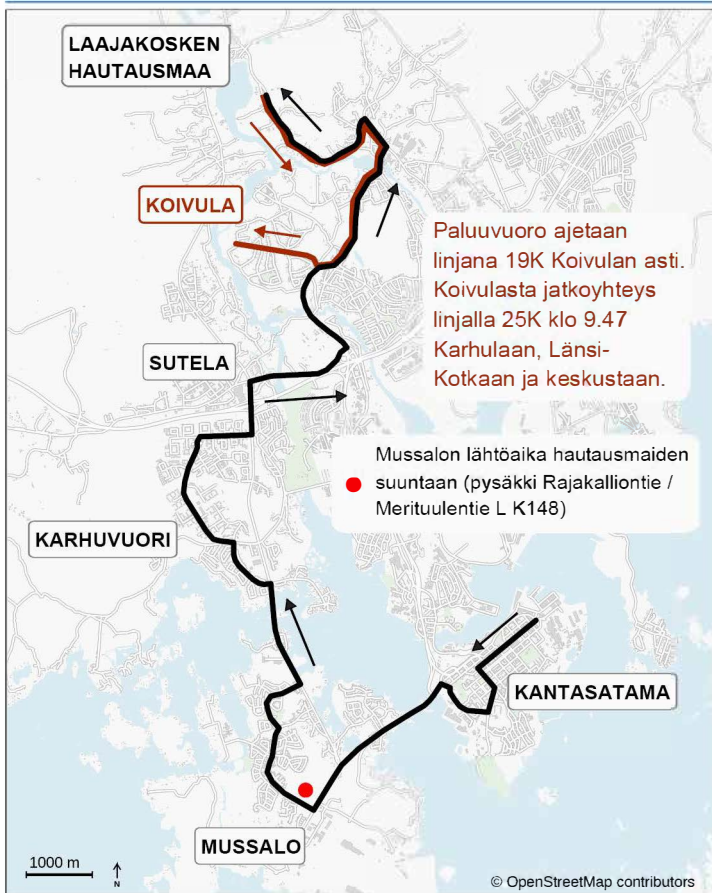 LAAJAKOSKEN
HAUTAUSMAA
KOIVULA
Paluuvuoro ajetaan
linjana 19K Koivulan asti.
Koivulasta jatkoyhteys
linjalla 25K klo 9.47
Karhulaan, Länsi-
Kotkaan ja keskustaan.
SUTELA
Mussalon lähtöaika hautausmaiden
suuntaan (pysäkki Rajakalliontie /
Merituulentie L K148)
KARHUVUORI
KANTASATAMA
MUSSALO
1000 m
N
© OpenStreetMap contributors